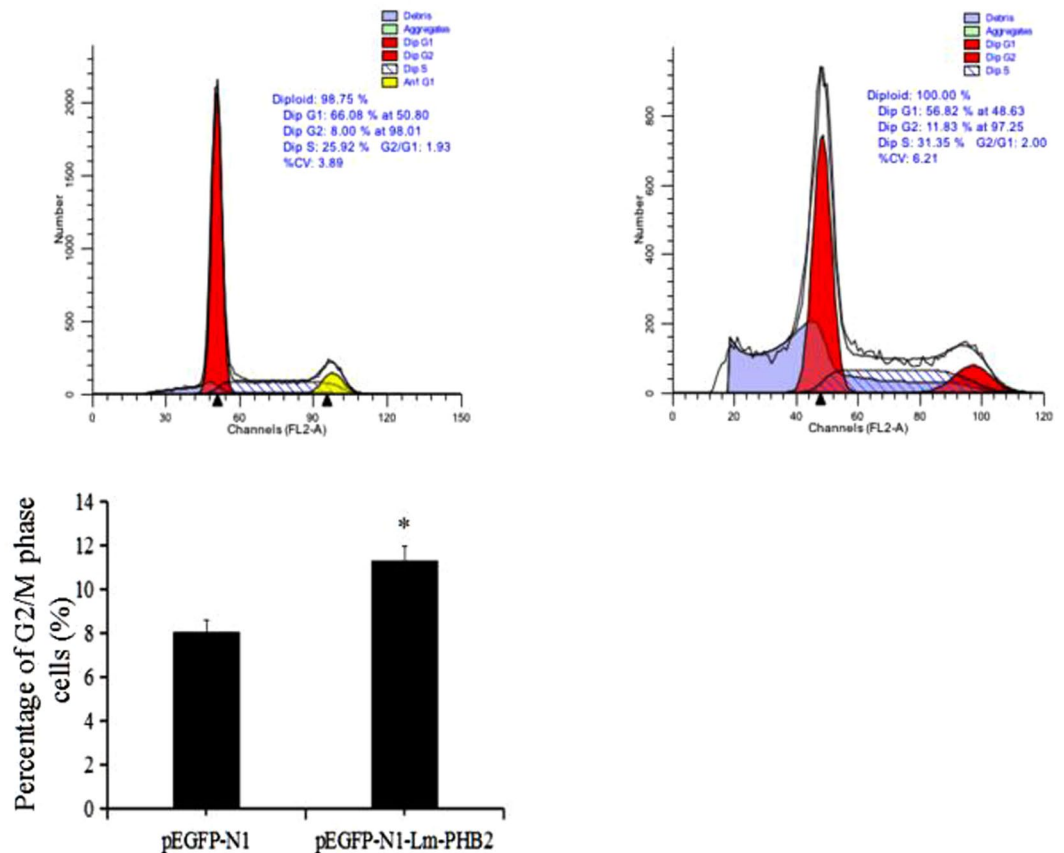 Debris
Aggregates
Dip G1
Dip G2
Dip S
An1 G1
Diploid: 98.75 %
Dip G1: 66.08 % at 50.80
Dip G2: 8.00 % at 98.01
Dip S: 25.92 % G2/G1: 1.93
%CV: 3.89
Number
2000
1500
1000
500
0
0 30 60 90 120 150
Channels (FL2-A)
Debris
Aggregates
Dip G1
Dip G2
Dip S
Diploid: 100.00 %
Dip G1: 56.82 % at 48.63
Dip G2: 11.83 % at 97.25
Dip S: 31.35 % G2/G1: 2.00
%CV: 6.21
Number
800
600
400
200
0
0 20 40 60 80 100 120
Channels (FL2-A)
Percentage of G2/M phase
cells (%)
14
12
10
8
6
4
2
0
*
pEGFP-N1 pEGFP-N1-Lm-PHB2